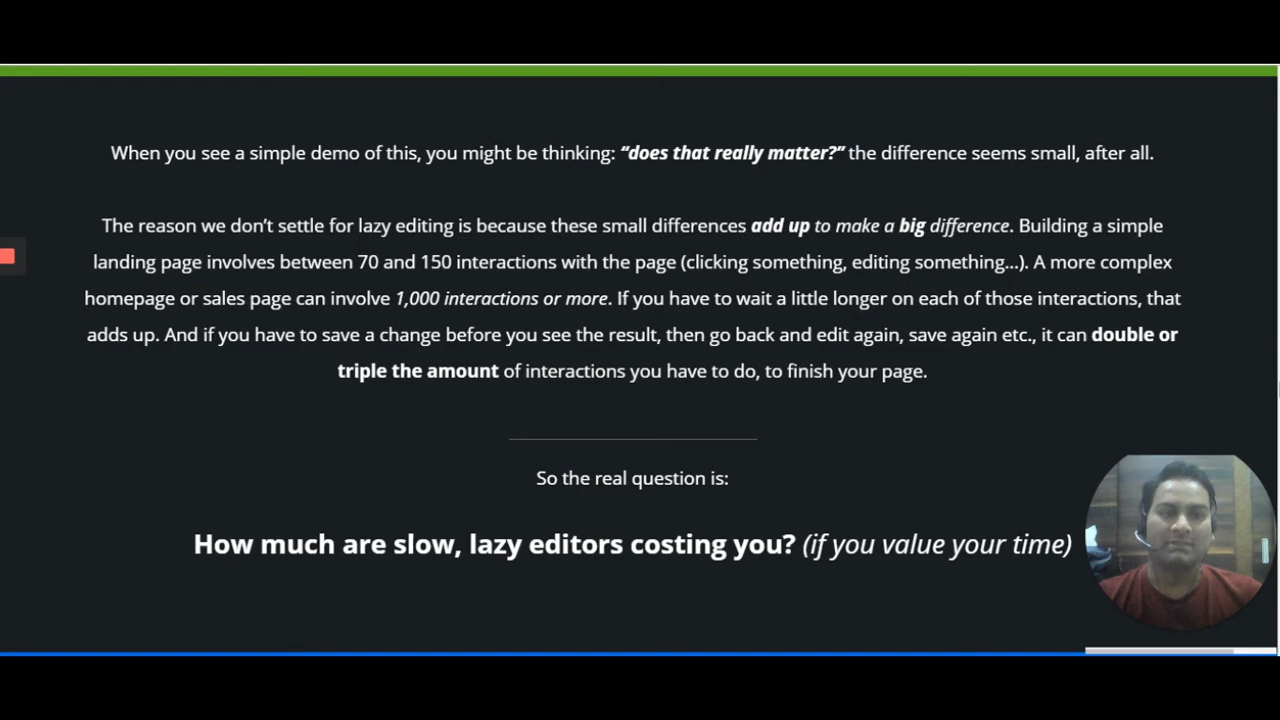 When you see a simple demo of this, you might be thinking: “does that really matter?” the difference seems small, after all.
The reason we don’t settle for lazy editing is because these small differences add up to make a big difference. Building a simple
landing page involves between 70 and 150 interactions with the page (clicking something, editing something...). A more complex
homepage or sales page can involve 1,000 interactions or more. If you have to wait a little longer on each of those interactions, that
adds up. And if you have to save a change before you see the result, then go back and edit again, save again etc., it can double or
triple the amount of interactions you have to do, to finish your page.
So the real question is:
How much are slow, lazy editors costing you? (if you value your time)